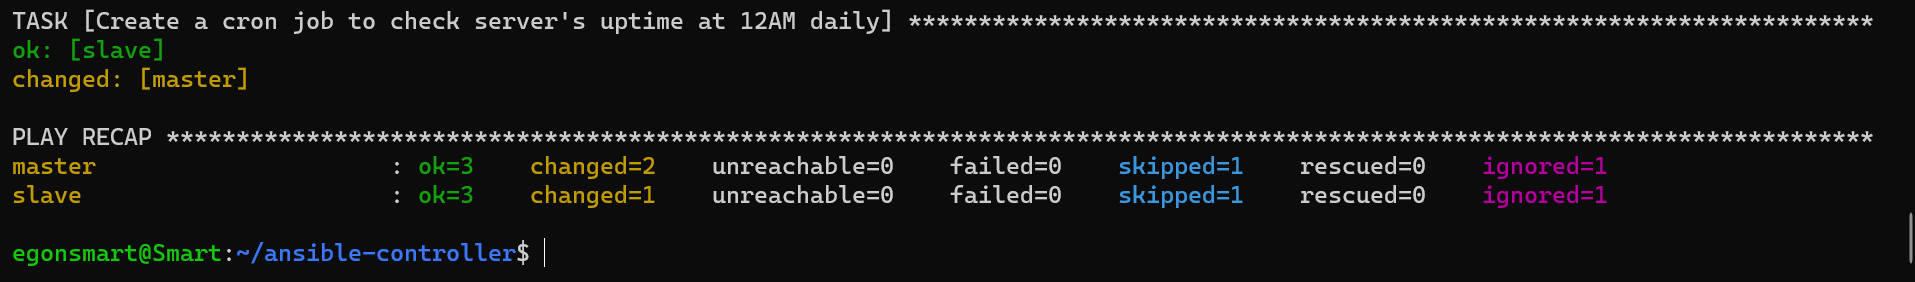 TASK [Create a cron job to check server's uptime at 12AM daily] *********************************************************************
ok: [slave]
changed: [master]
PLAY RECAP **************************************************************************************************************************
master : ok=3 changed=2 unreachable=0 failed=0 skipped=1 rescued=0 ignored=1
slave : ok=3 changed=1 unreachable=0 failed=0 skipped=1 rescued=0 ignored=1
egonsmart@Smart:~/ansible-controller$